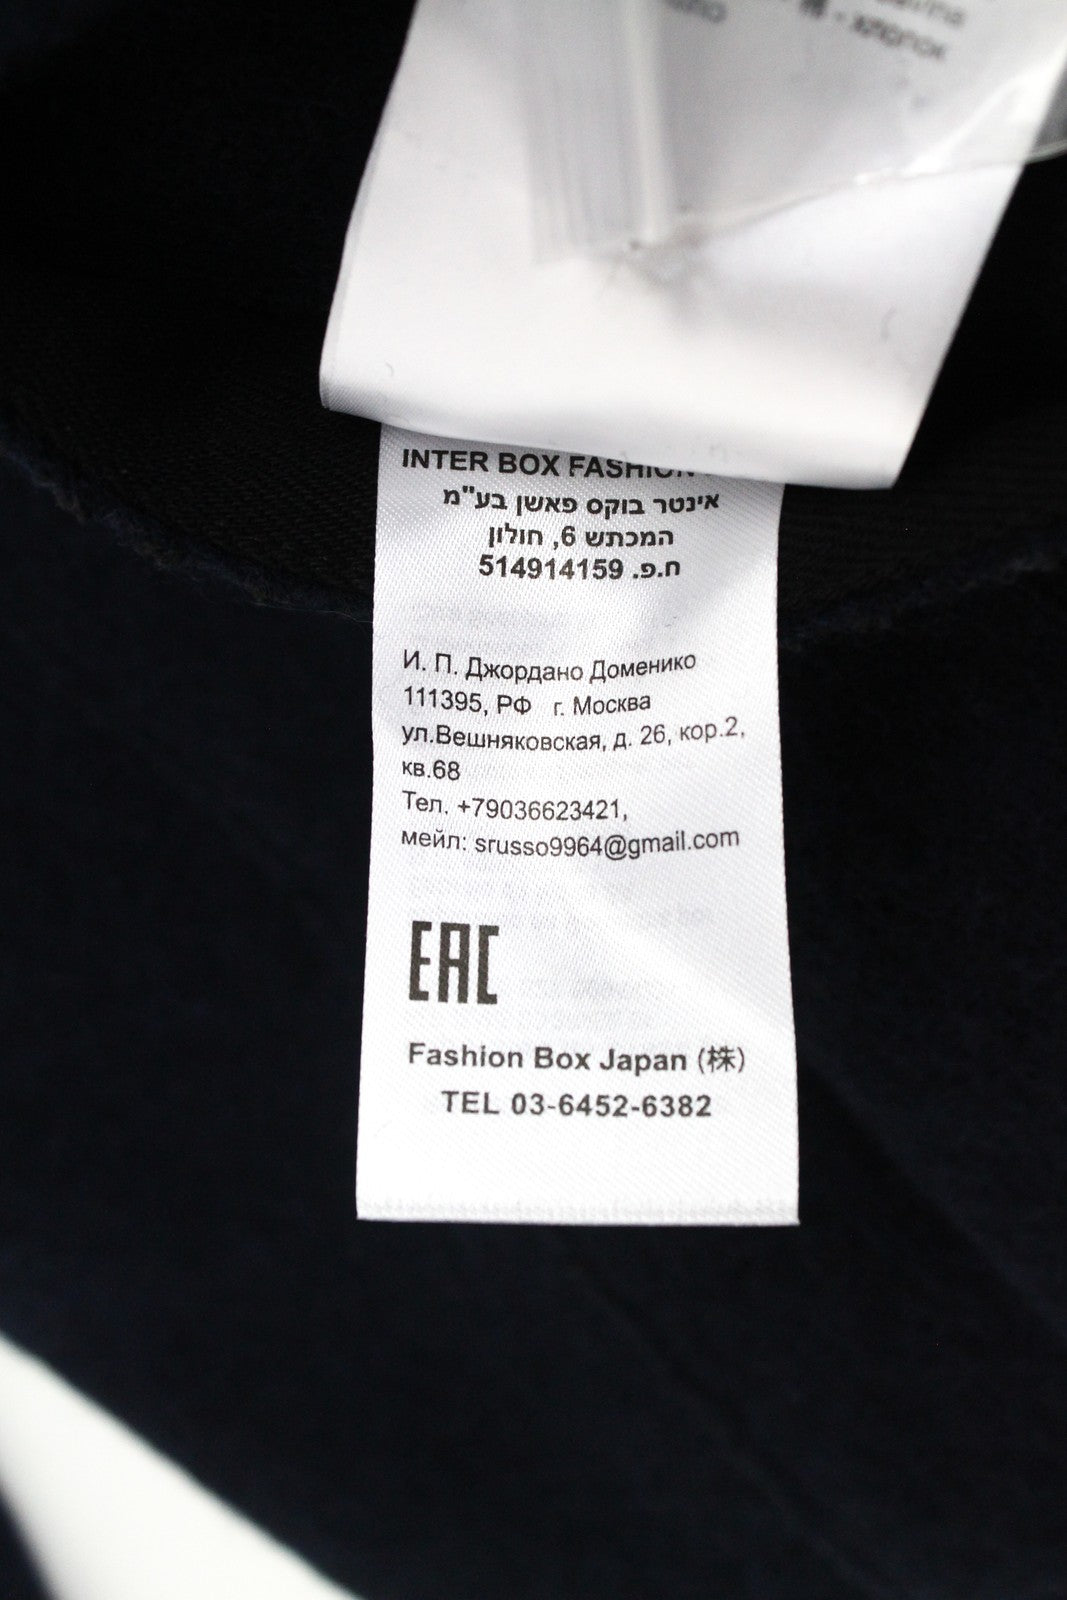 INTER BOX FASHION
אינטר בוקס פאשן בע"מ
המכתש 6, חולון
ח.פ. 514914159
И. П. Джордано Доменико
111395, РФ г. Москва
ул.Вешняковская, д. 26, кор.2,
кв.68
Тел. +79036623421,
мейл: srusso9964@gmail.com
EAC
Fashion Box Japan (株)
TEL 03-6452-6382